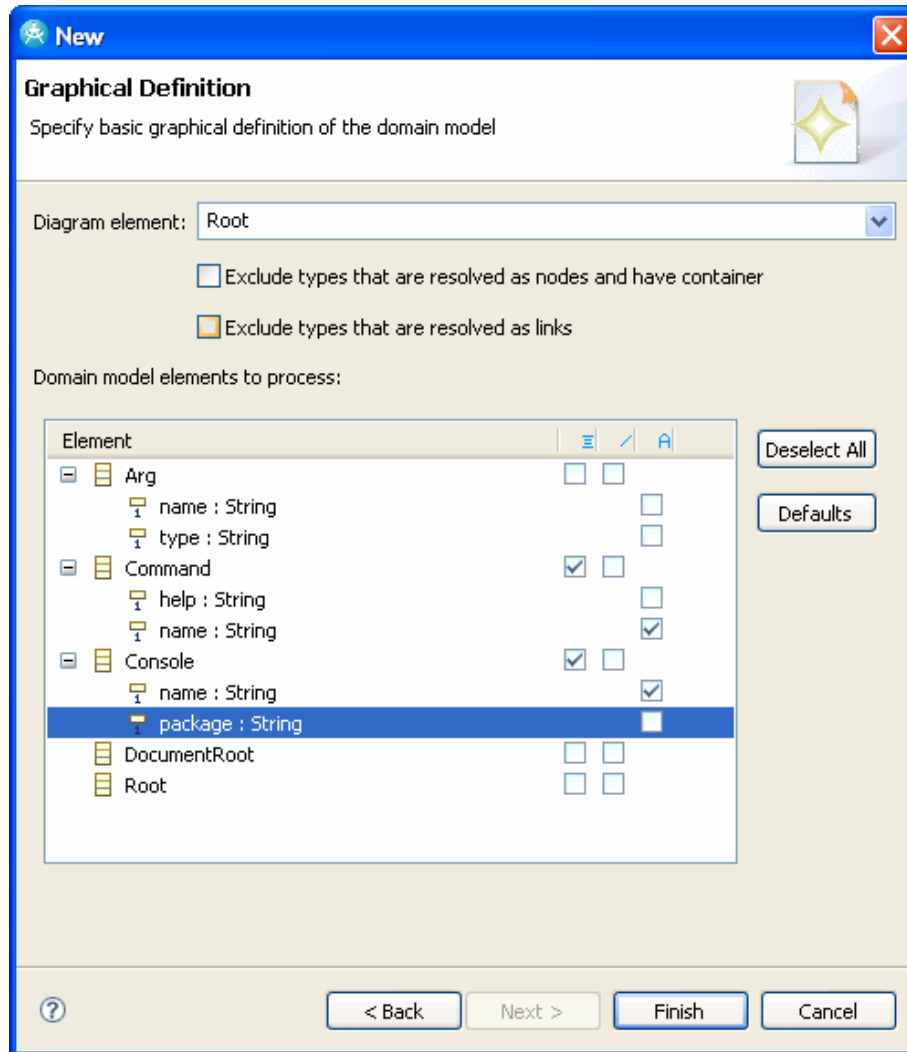 New
Graphical Definition
Specify basic graphical definition of the domain model
Diagram element: Root
Exclude types that are resolved as nodes and have container
Exclude types that are resolved as links
Domain model elements to process:
Element A
Deselect All
Arg
name : String
Defaults
type : String
Command
help : String
name : String
Console
name : String
package : String
DocumentRoot
Root
? < Back Next > Finish Cancel